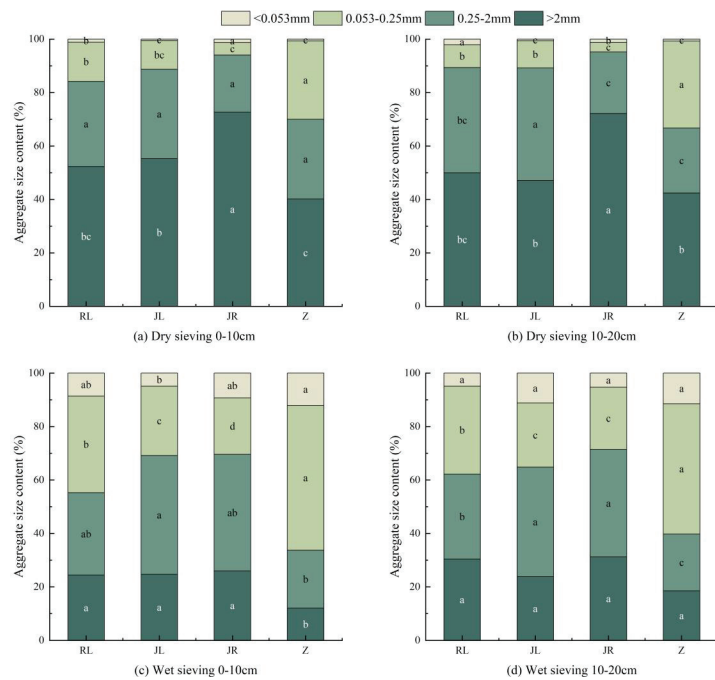 <0.053mm 0.053-0.25mm 0.25-2mm >2mm
100 b c a c
b bc c a
80
a a a a
60
Aggregate size content (%)
40
bc b a c
20
0
RL JL JR Z
(a) Dry sieving 0-10cm
100 a c b c
b b c a
80
bc b a c
60
Aggregate size content (%)
40
bc b a b
20
0
RL JL JR Z
(b) Dry sieving 10-20cm
100 ab b ab a
b c d a
80
60
Aggregate size content (%)
ab a ab b
40
20
a a a b
0
RL JL JR Z
(c) Wet sieving 0-10cm
100 a a a a
b c c a
80
60
Aggregate size content (%)
b a a c
40
20
a a a a
0
RL JL JR Z
(d) Wet sieving 10-20cm